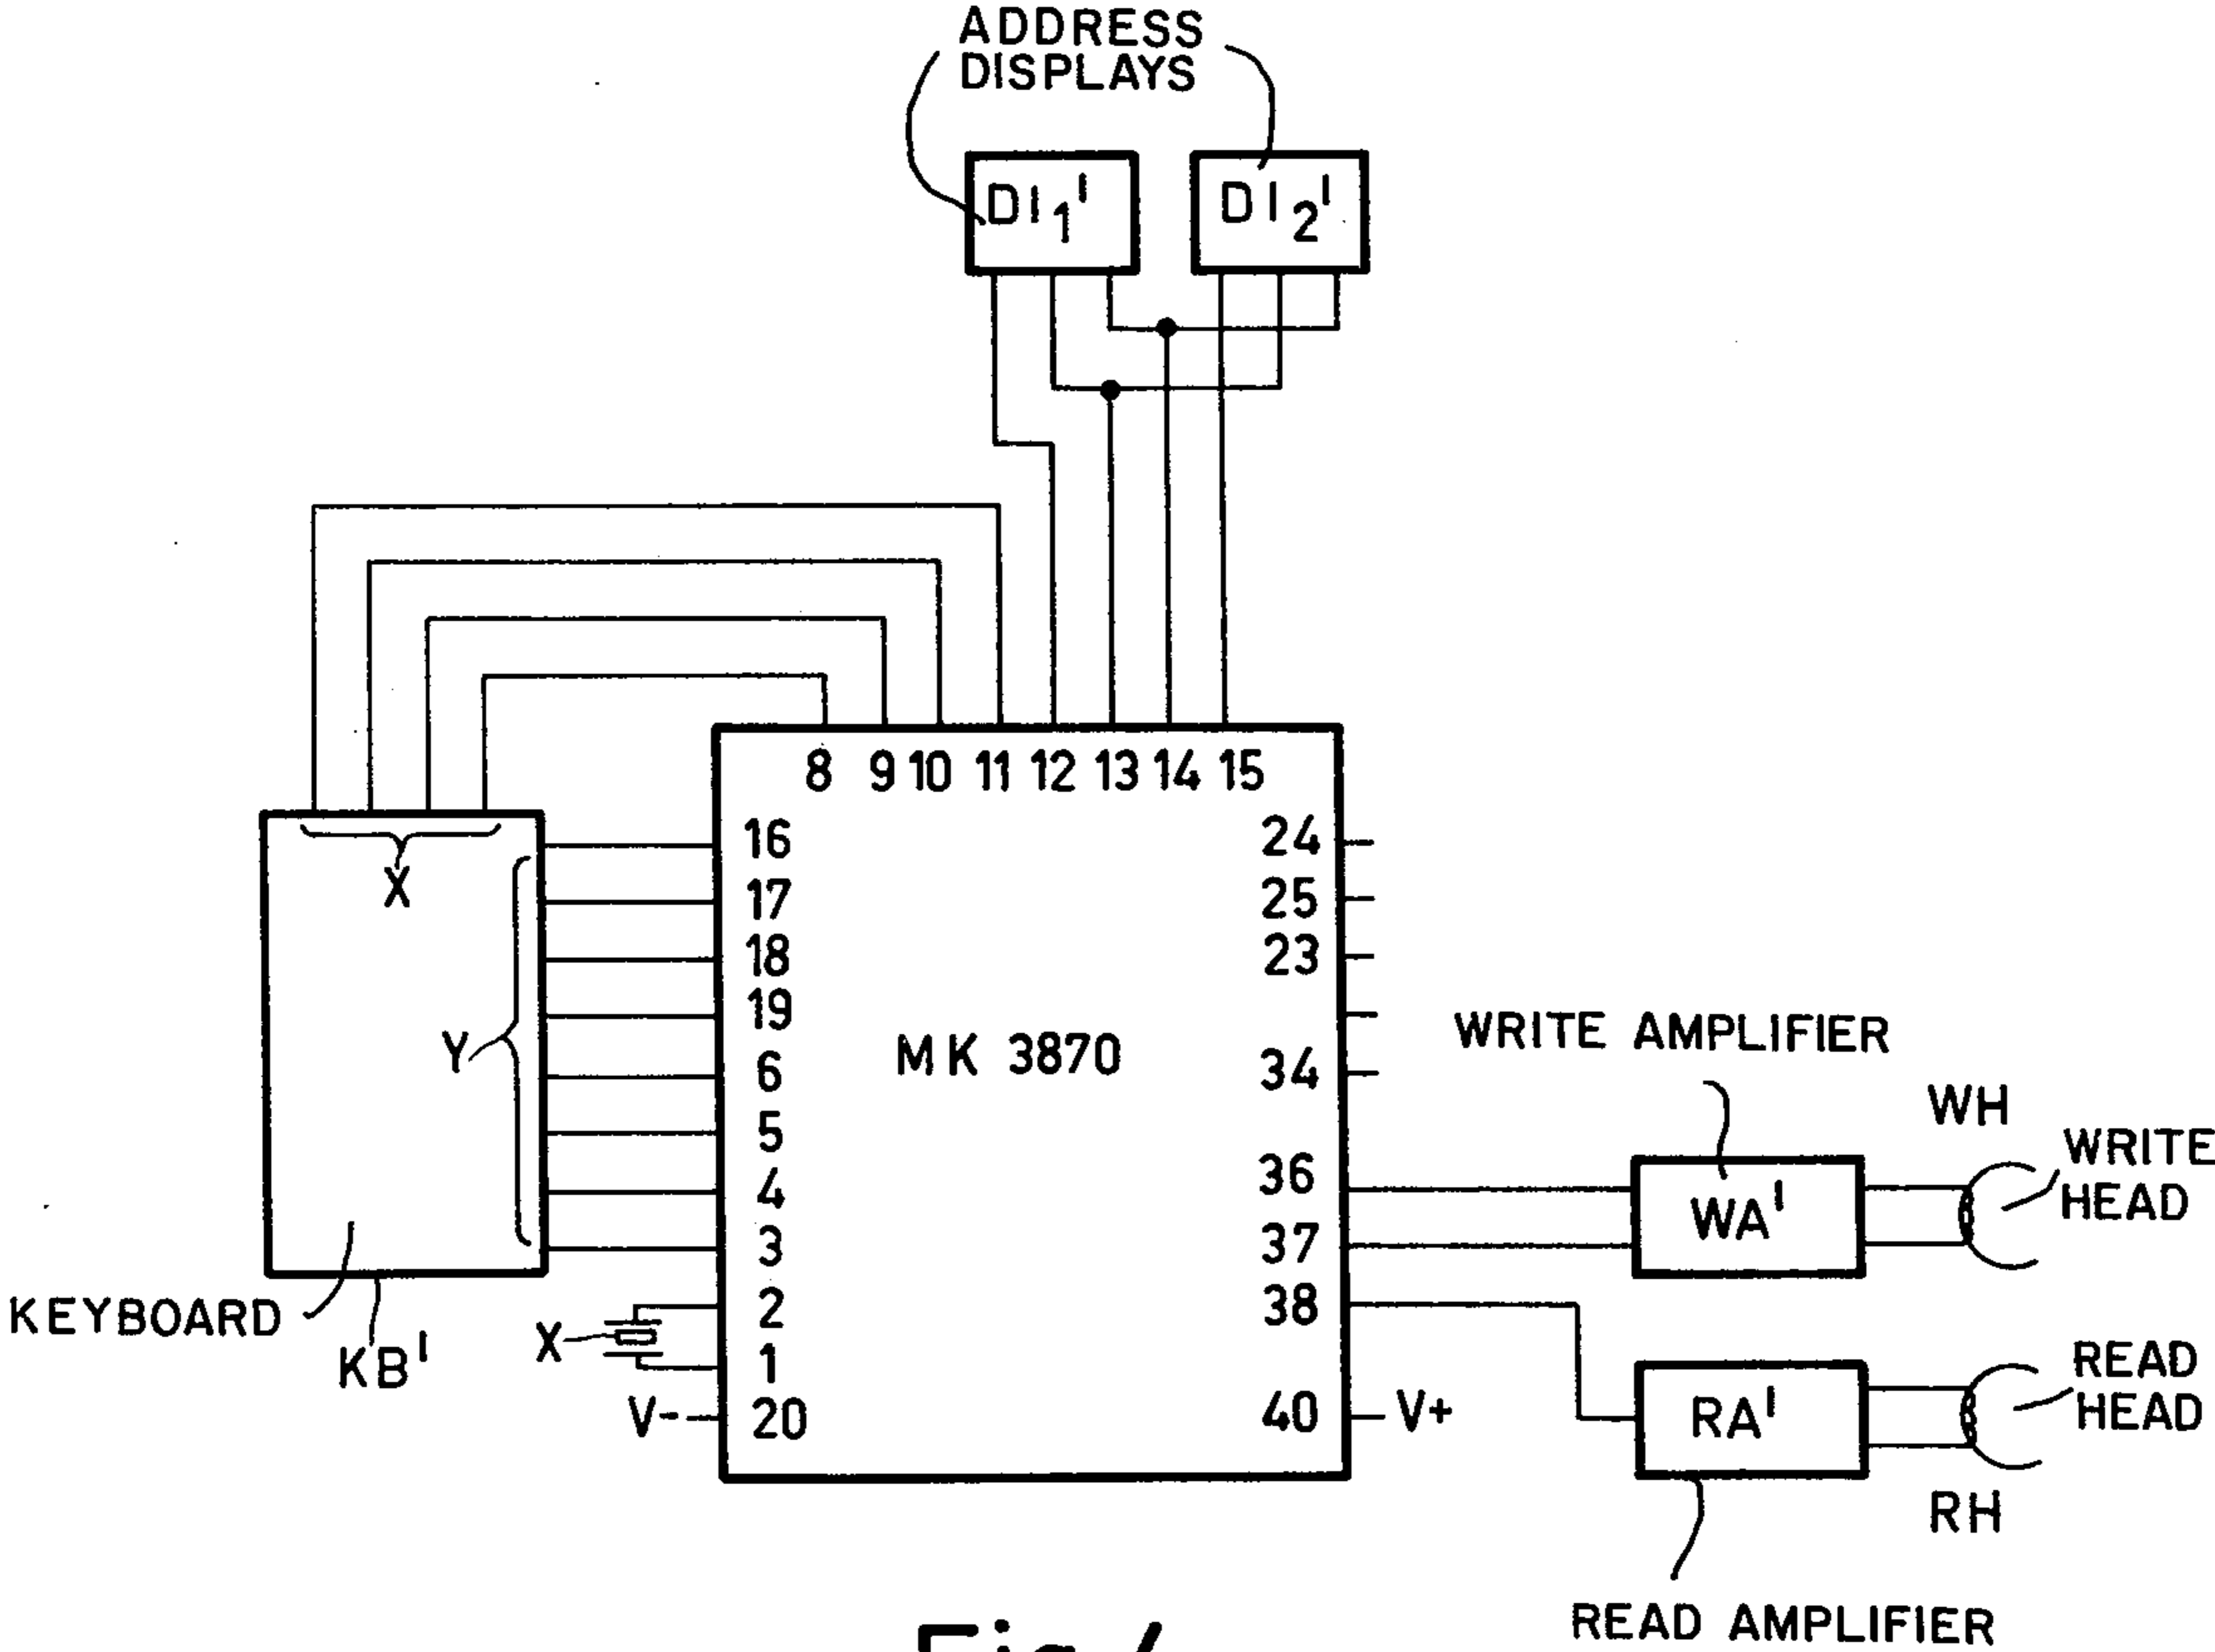 ADDRESS
DISPLAYS
DI1'
DI2'
8 9 10 11 12 13 14 15
16
17
18
19
6
5
4
3
2
1
20
24
25
23
34
36
37
38
40
MK 3870
X
Y
KEYBOARD
KB'
X
V-
V+
WRITE AMPLIFIER
WA'
WH
WRITE
HEAD
RA'
READ
HEAD
RH
READ AMPLIFIER